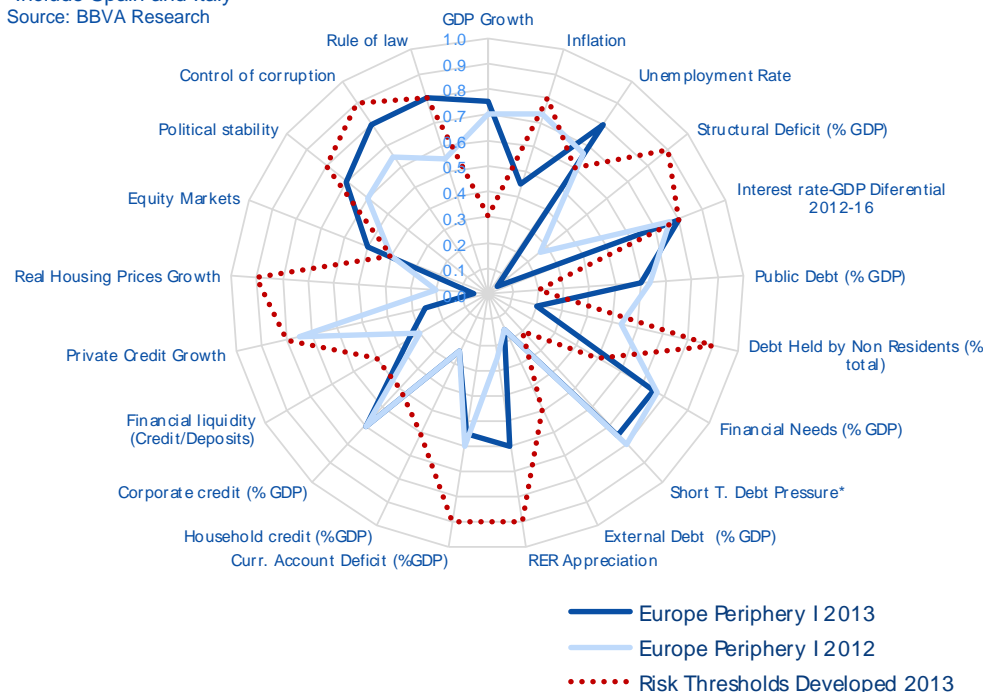 *Include Spain and Italy
Source: BBVA Research
GDP Growth
Inflation
Unemployment Rate
Structural Deficit (% GDP)
Interest rate-GDP Diferential
2012-16
Public Debt (% GDP)
Debt Held by Non Residents (%
total)
Financial Needs (% GDP)
Short T. Debt Pressure*
External Debt (% GDP)
RER Appreciation
Curr. Account Deficit (%GDP)
Household credit (%GDP)
Corporate credit (% GDP)
Financial liquidity
(Credit/Deposits)
Private Credit Growth
Real Housing Prices Growth
Equity Markets
Political stability
Control of corruption
Rule of law
1.0
0.9
0.8
0.7
0.6
0.5
0.4
0.3
0.2
0.1
0.0
Europe Periphery I 2013
Europe Periphery I 2012
Risk Thresholds Developed 2013